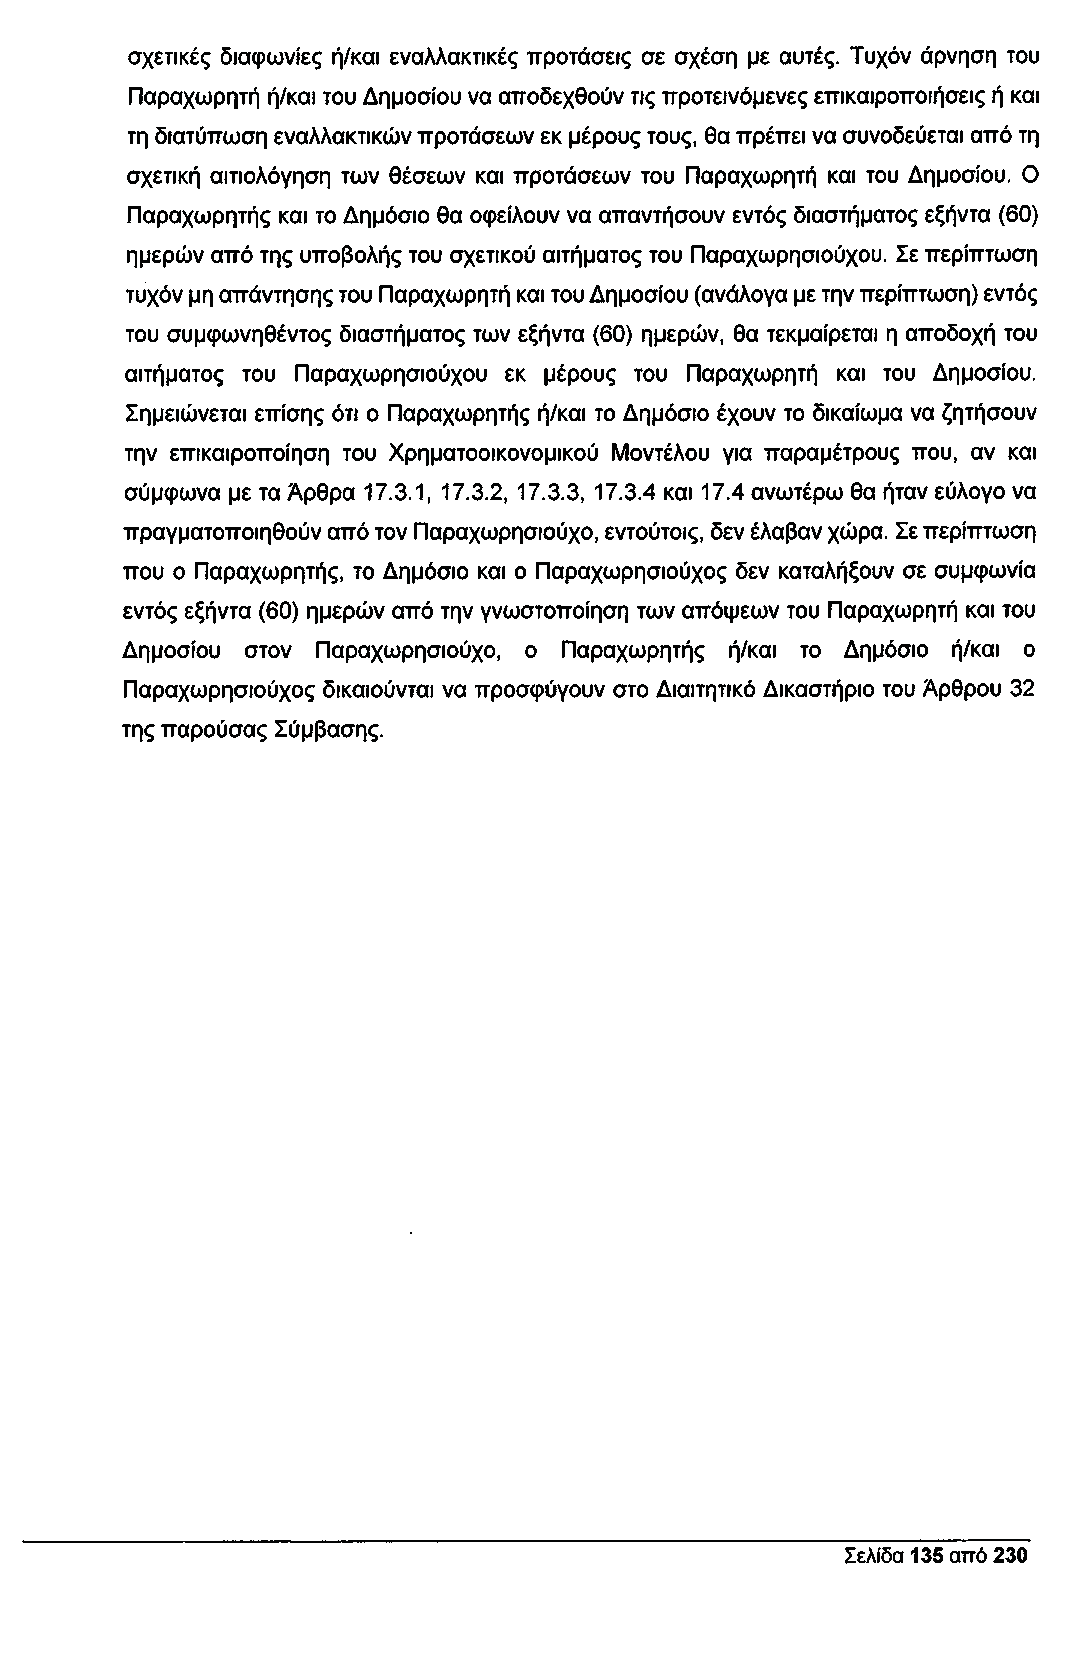 σχετικές διαφωνίες ή/και εναλλακτικές προτάσεις σε σχέση με αυτές. Τυχόν άρνηση του
Παραχωρητή ή/και του Δημοσίου να αποδεχθούν τις προτεινόμενες επικαιροποιήσεις ή και
τη διατύπωση εναλλακτικών προτάσεων εκ μέρους τους, θα πρέπει να συνοδεύεται από τη
σχετική αιτιολόγηση των θέσεων και προτάσεων του Παραχωρητή και του Δημοσίου. Ο
Παραχωρητής και το Δημόσιο θα οφείλουν να απαντήσουν εντός διαστήματος εξήντα (60)
ημερών από της υποβολής του σχετικού αιτήματος του Παραχωρησιούχου. Σε περίπτωση
τυχόν μη απάντησης του Παραχωρητή και του Δημοσίου (ανάλογα με την περίπτωση) εντός
του συμφωνηθέντος διαστήματος των εξήντα (60) ημερών, θα τεκμαίρεται η αποδοχή του
αιτήματος του Παραχωρησιούχου εκ μέρους του Παραχωρητή και του Δημοσίου.
Σημειώνεται επίσης ότι ο Παραχωρητής ή/και το Δημόσιο έχουν το δικαίωμα να ζητήσουν
την επικαιροποίηση του Χρηματοοικονομικού Μοντέλου για παραμέτρους που, αν και
σύμφωνα με τα Άρθρα 17.3.1, 17.3.2, 17.3.3, 17.3.4 και 17.4 ανωτέρω θα ήταν εύλογο να
πραγματοποιηθούν από τον Παραχωρησιούχο, εντούτοις, δεν έλαβαν χώρα. Σε περίπτωση
που ο Παραχωρητής, το Δημόσιο και ο Παραχωρησιούχος δεν καταλήξουν σε συμφωνία
εντός εξήντα (60) ημερών από την γνωστοποίηση των απόψεων του Παραχωρητή και του
Δημοσίου στον Παραχωρησιούχο, ο Παραχωρητής ή/και το Δημόσιο ή/και ο
Παραχωρησιούχος δικαιούνται να προσφύγουν στο Διαιτητικό Δικαστήριο του Άρθρου 32
της παρούσας Σύμβασης.
Σελίδα 135 από 230